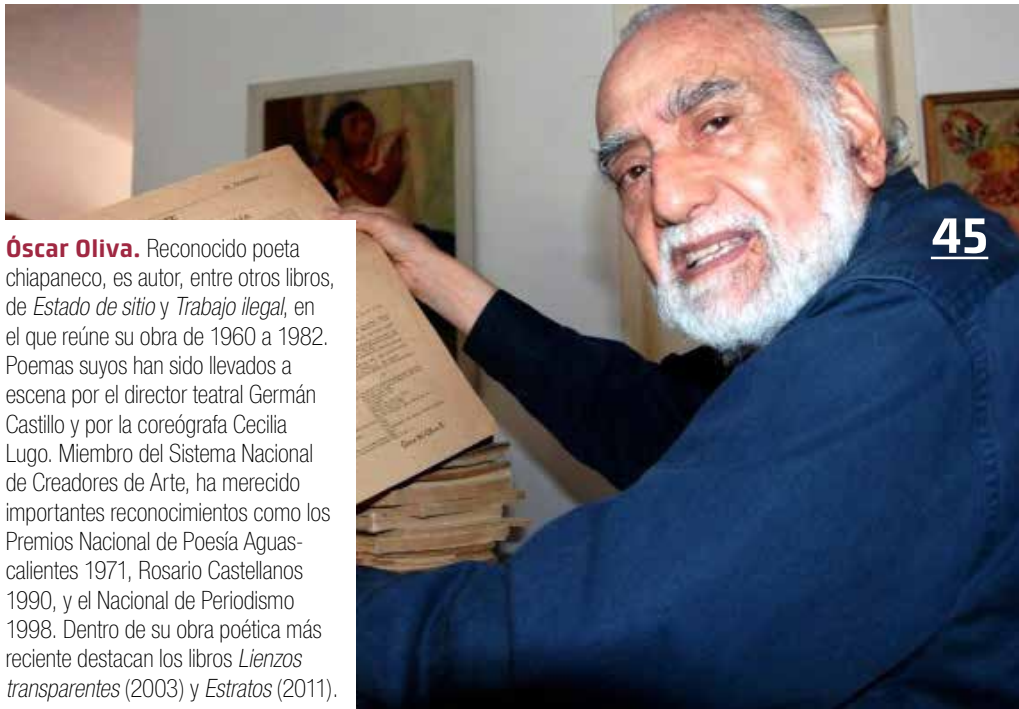 Óscar Oliva. Reconocido poeta
chiapaneco, es autor, entre otros libros,
de Estado de sitio y Trabajo ilegal, en
el que reúne su obra de 1960 a 1982.
Poemas suyos han sido llevados a
escena por el director teatral Germán
Castillo y por la coreógrafa Cecilia
Lugo. Miembro del Sistema Nacional
de Creadores de Arte, ha merecido
importantes reconocimientos como los
Premios Nacional de Poesía Aguas-
calientes 1971, Rosario Castellanos
1990, y el Nacional de Periodismo
1998. Dentro de su obra poética más
reciente destacan los libros Lienzos
transparentes (2003) y Estratos (2011).
45